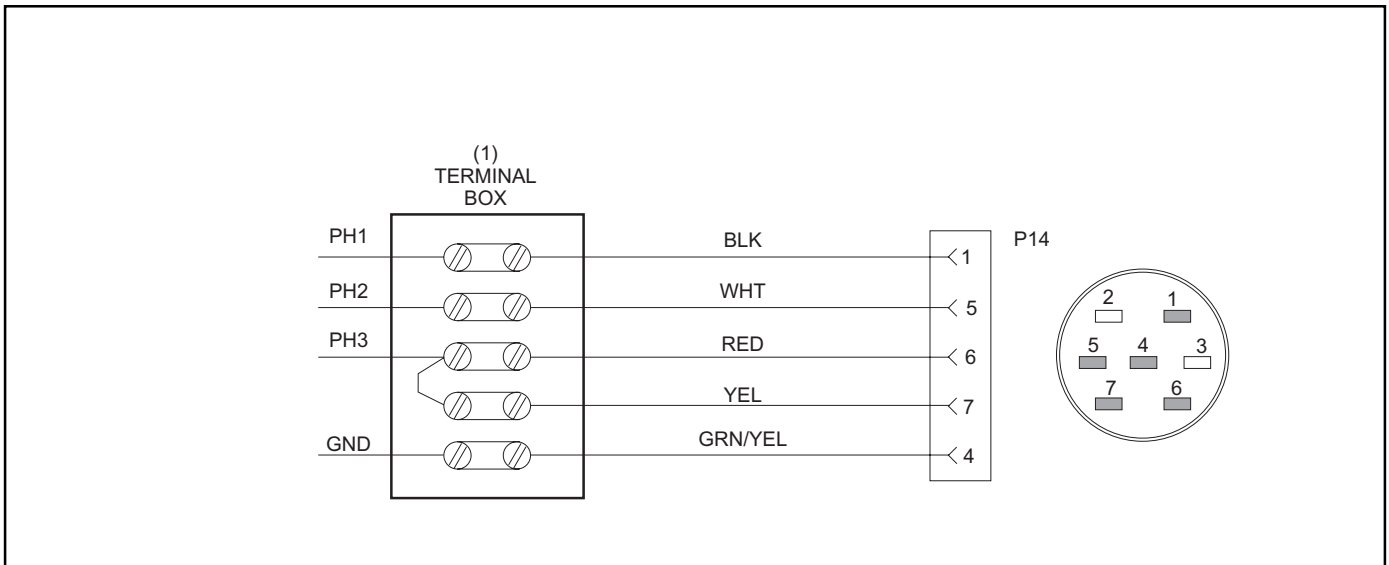 (1)
TERMINAL
BOX
PH1
BLK
1
P14
PH2
WHT
5
PH3
RED
6
YEL
7
GND
GRN/YEL
4
2 1
5 4 3
7 6